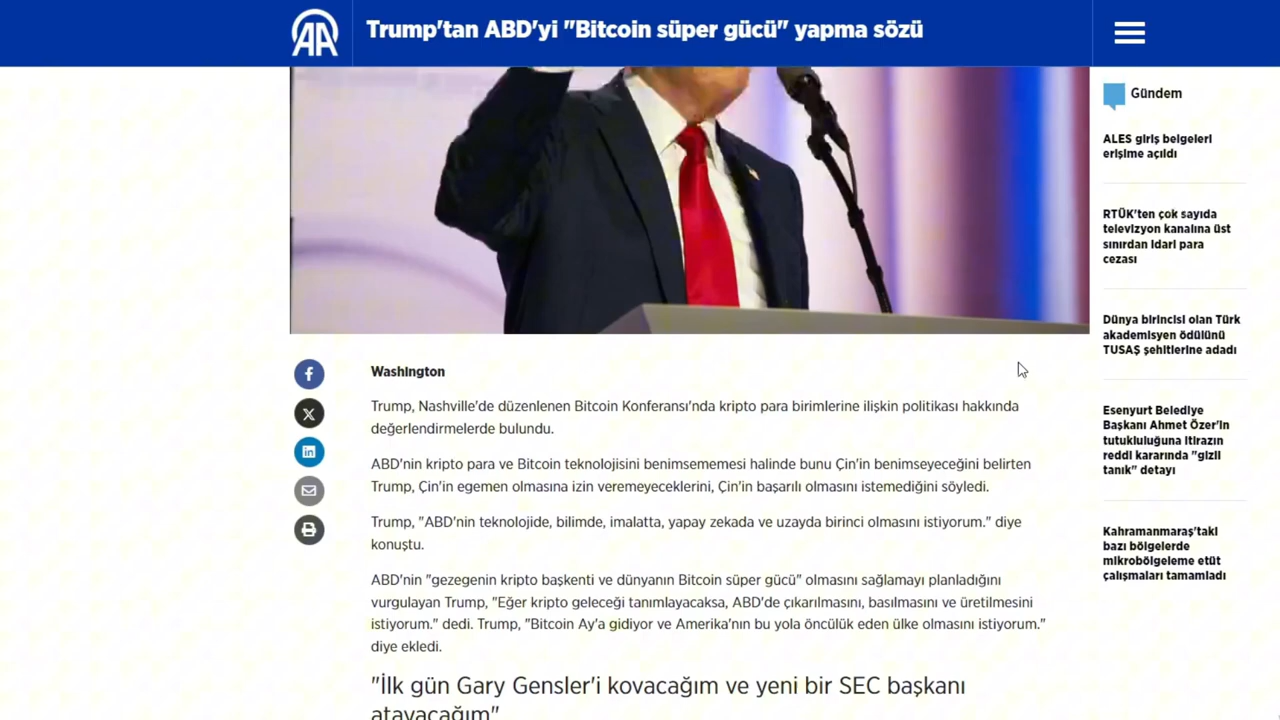 AA
Trump'tan ABD'yi "Bitcoin süper gücü" yapma sözü
Washington
Trump, Nashville'de düzenlenen Bitcoin Konferansı'nda kripto para birimlerine ilişkin politikası hakkında
değerlendirmelerde bulundu.
ABD'nin kripto para ve Bitcoin teknolojisini benimsememesi halinde bunu Çin'in benimseyeceğini belirten
Trump, Çin'in egemen olmasına izin veremeyeceklerini, Çin'in başarılı olmasını istemediğini söyledi.
Trump, "ABD'nin teknolojide, bilimde, imalatta, yapay zekada ve uzayda birinci olmasını istiyorum." diye
konuştu.
ABD'nin "gezegenin kripto başkenti ve dünyanın Bitcoin süper gücü" olmasını sağlamayı planladığını
vurgulayan Trump, "Eğer kripto geleceği tanımlayacaksa, ABD'de çıkarılmasını, basılmasını ve üretilmesini
istiyorum." dedi. Trump, "Bitcoin Ay'a gidiyor ve Amerika'nın bu yola öncülük eden ülke olmasını istiyorum."
diye ekledi.
"İlk gün Gary Gensler'i kovacağım ve yeni bir SEC başkanı
atayacağım"
Gündem
ALES giriş belgeleri
erişime açıldı
RTÜK'ten çok sayıda
televizyon kanalına üst
sınırdan idari para
cezası
Dünya birincisi olan Türk
akademisyen ödülünü
TUSAŞ şehitlerine adadı
Esenyurt Belediye
Başkanı Ahmet Özer'in
tutukluluğuna itirazın
reddi kararında "gizli
tanık" detayı
Kahramanmaraş'taki
bazı bölgelerde
mikrobölgeleme etüt
çalışmaları tamamladı